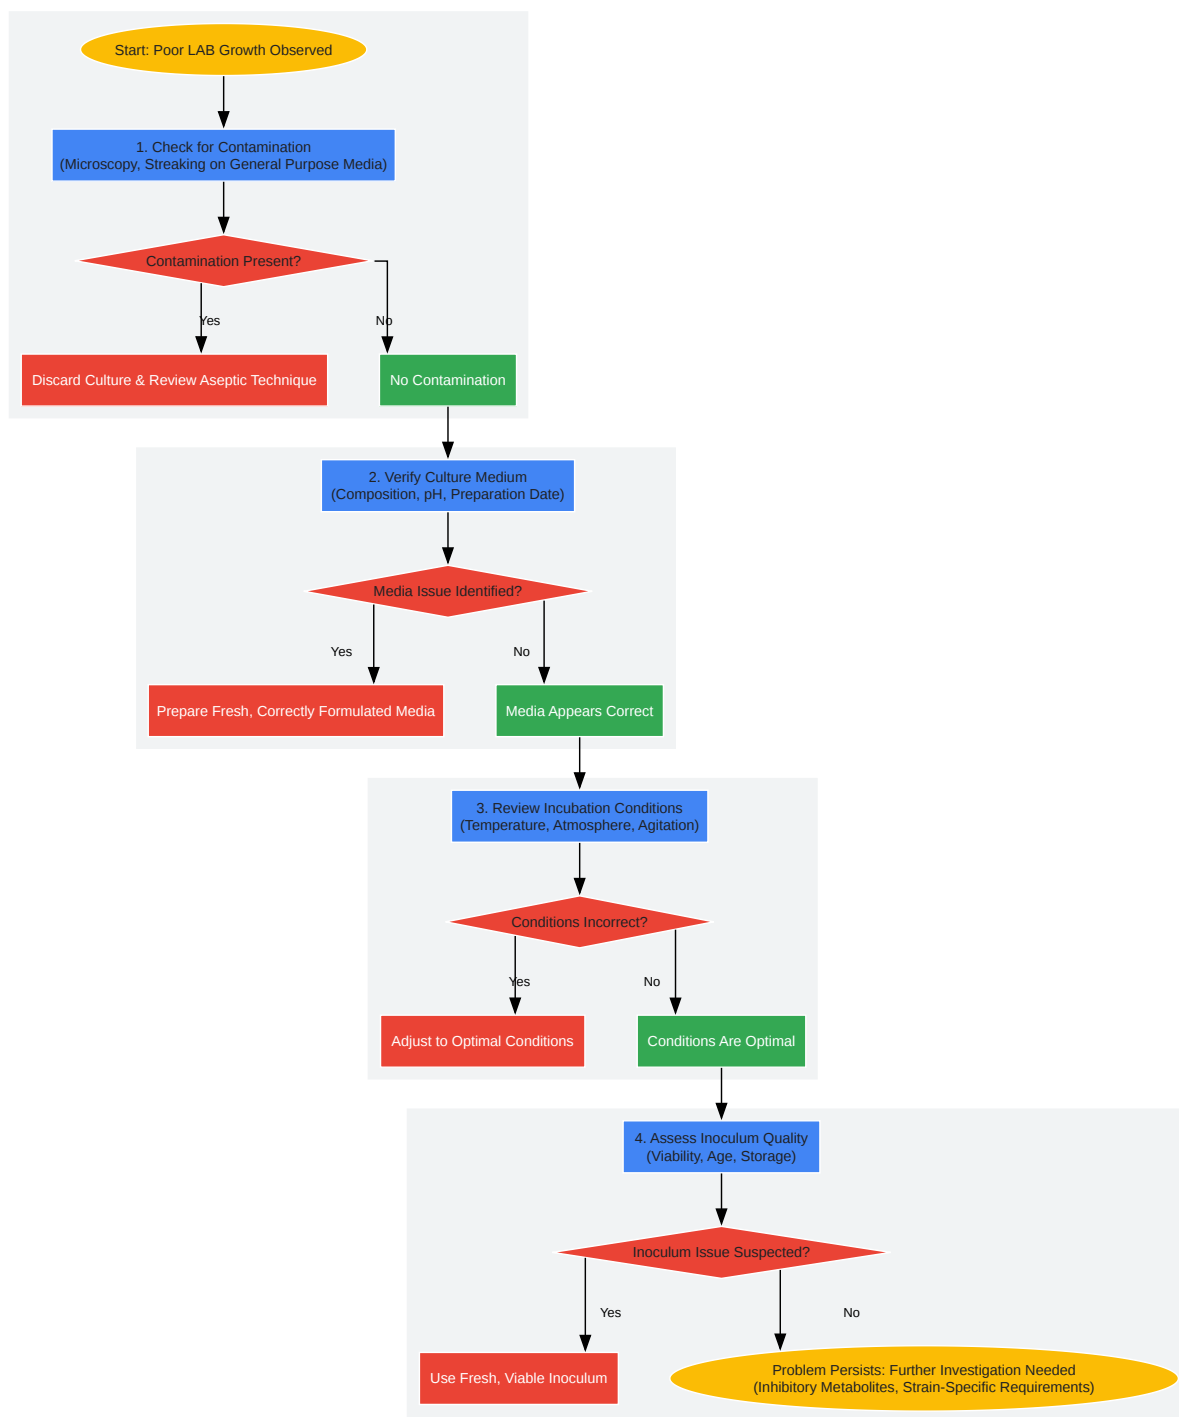 Start: Poor LAB Growth Observed
1. Check for Contamination
(Microscopy, Streaking on General Purpose Media)
Contamination Present?
Yes
No
Discard Culture & Review Aseptic Technique
No Contamination
2. Verify Culture Medium
(Composition, pH, Preparation Date)
Media Issue Identified?
Yes
No
Prepare Fresh, Correctly Formulated Media
Media Appears Correct
3. Review Incubation Conditions
(Temperature, Atmosphere, Agitation)
Conditions Incorrect?
Yes
No
Adjust to Optimal Conditions
Conditions Are Optimal
4. Assess Inoculum Quality
(Viability, Age, Storage)
Inoculum Issue Suspected?
Yes
No
Use Fresh, Viable Inoculum
Problem Persists: Further Investigation Needed
(Inhibitory Metabolites, Strain-Specific Requirements)